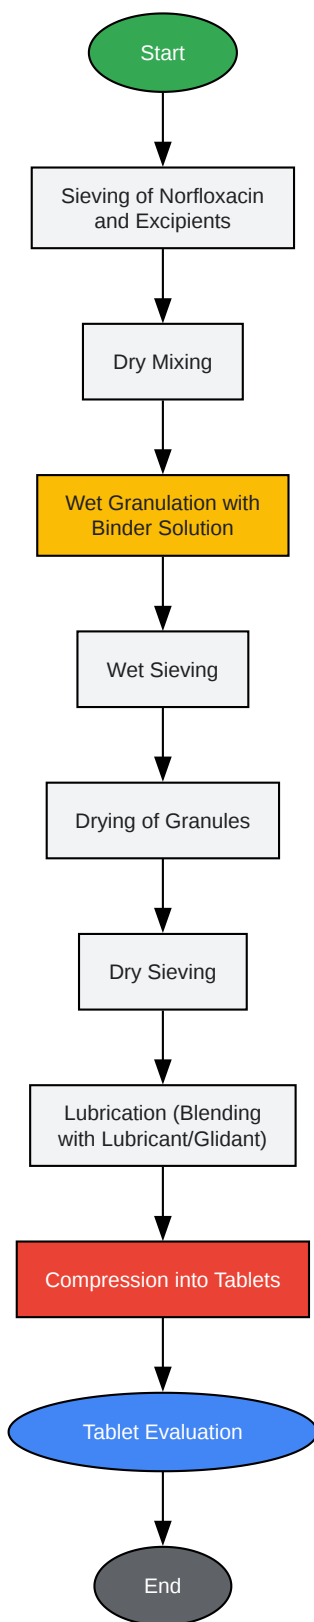 Start
Sieving of Norfloxacin
and Excipients
Dry Mixing
Wet Granulation with
Binder Solution
Wet Sieving
Drying of Granules
Dry Sieving
Lubrication (Blending
with Lubricant/Glidant)
Compression into Tablets
Tablet Evaluation
End